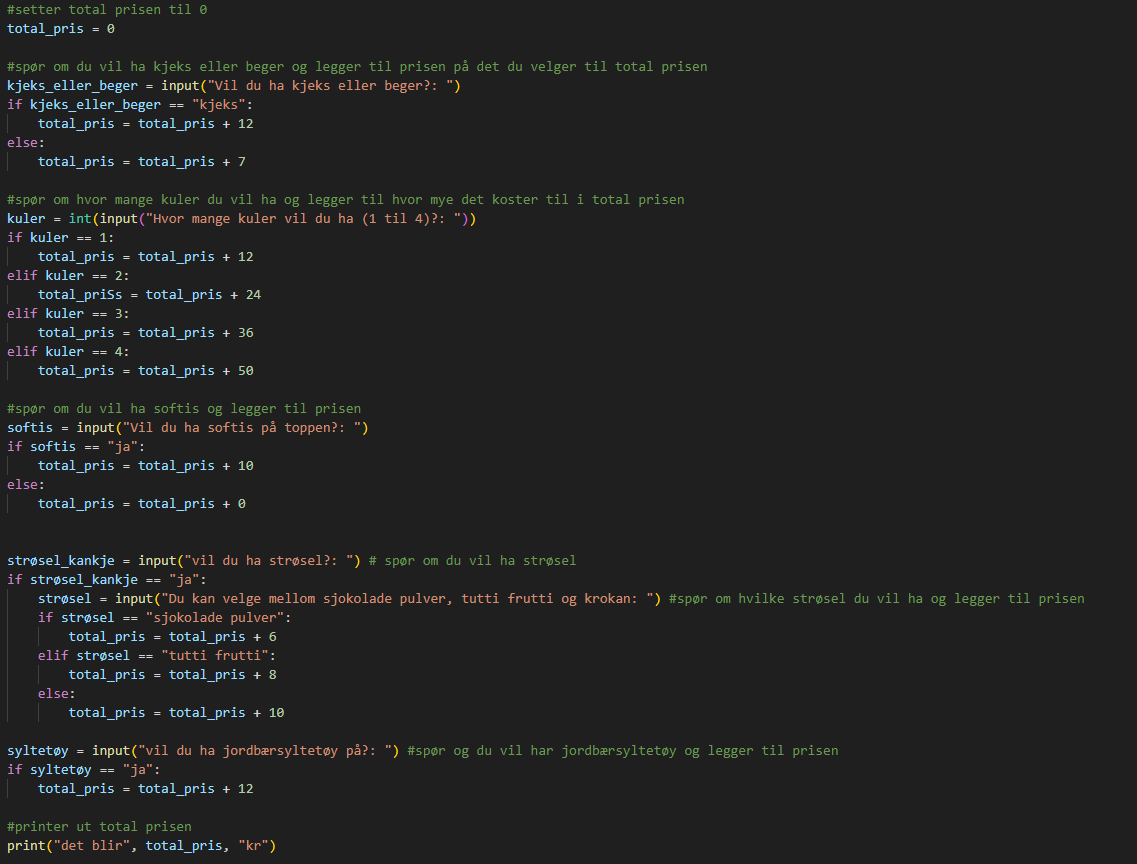 #setter total prisen til 0
total_pris = 0

#spør om du vil ha kjeks eller beger og legger til prisen på det du velger til total prisen
kjeks_eller_beger = input("Vil du ha kjeks eller beger?: ")
if kjeks_eller_beger == "kjeks":
    total_pris = total_pris + 12
else:
    total_pris = total_pris + 7

#spør om hvor mange kuler du vil ha og legger til hvor mye det koster til i total prisen
kuler = int(input("Hvor mange kuler vil du ha (1 til 4)?: "))
if kuler == 1:
    total_pris = total_pris + 12
elif kuler == 2:
    total_priSs = total_pris + 24
elif kuler == 3:
    total_pris = total_pris + 36
elif kuler == 4:
    total_pris = total_pris + 50

#spør om du vil ha softis og legger til prisen
softis = input("Vil du ha softis på toppen?: ")
if softis == "ja":
    total_pris = total_pris + 10
else:
    total_pris = total_pris + 0


strøsel_kankje = input("vil du ha strøsel?: ") # spør om du vil ha strøsel
if strøsel_kankje == "ja":
    strøsel = input("Du kan velge mellom sjokolade pulver, tutti frutti og krokan: ") #spør om hvilke strøsel du vil ha og legger til prisen
    if strøsel == "sjokolade pulver":
        total_pris = total_pris + 6
    elif strøsel == "tutti frutti":
        total_pris = total_pris + 8
    else:
        total_pris = total_pris + 10

syltetøy = input("vil du ha jordbærsyltetøy på?: ") #spør og du vil har jordbærsyltetøy og legger til prisen
if syltetøy == "ja":
    total_pris = total_pris + 12

#printer ut total prisen
print("det blir", total_pris, "kr")